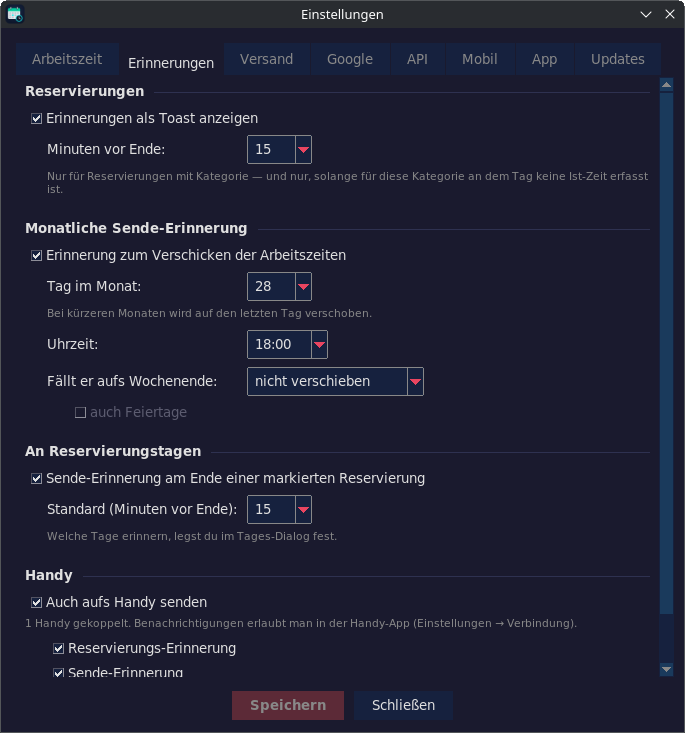 Einstellungen
Arbeitszeit Erinnerungen Versand Google API Mobil App Updates
Reservierungen
Erinnerungen als Toast anzeigen
Minuten vor Ende: 15
Nur für Reservierungen mit Kategorie — und nur, solange für diese Kategorie an dem Tag keine Ist-Zeit erfasst
ist.
Monatliche Sende-Erinnerung
Erinnerung zum Verschicken der Arbeitszeiten
Tag im Monat: 28
Bei kürzeren Monaten wird auf den letzten Tag verschoben.
Uhrzeit: 18:00
Fällt er aufs Wochenende: nicht verschieben
auch Feiertage
An Reservierungstagen
Sende-Erinnerung am Ende einer markierten Reservierung
Standard (Minuten vor Ende): 15
Welche Tage erinnern, legst du im Tages-Dialog fest.
Handy
Auch aufs Handy senden
1 Handy gekoppelt. Benachrichtigungen erlaubt man in der Handy-App (Einstellungen → Verbindung).
Reservierungs-Erinnerung
Sende-Erinnerung
Speichern Schließen